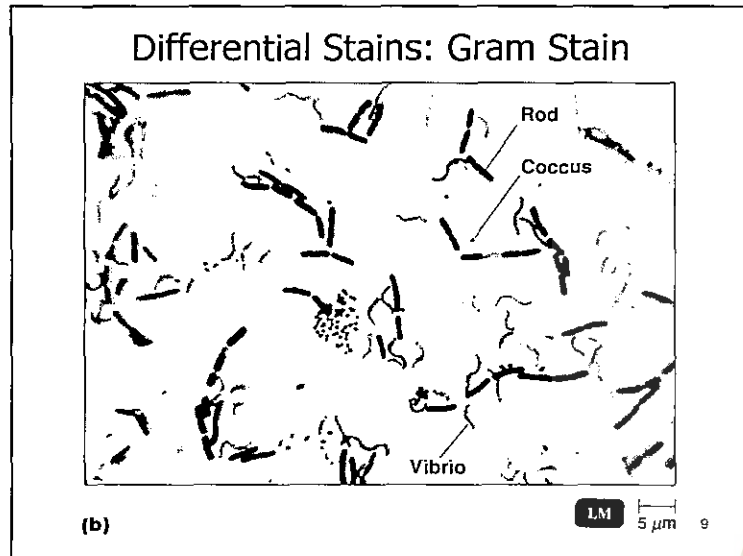 Differential Stains: Gram Stain
Rod
Coccus
Vibrio
(b)
LM
5 μm
9